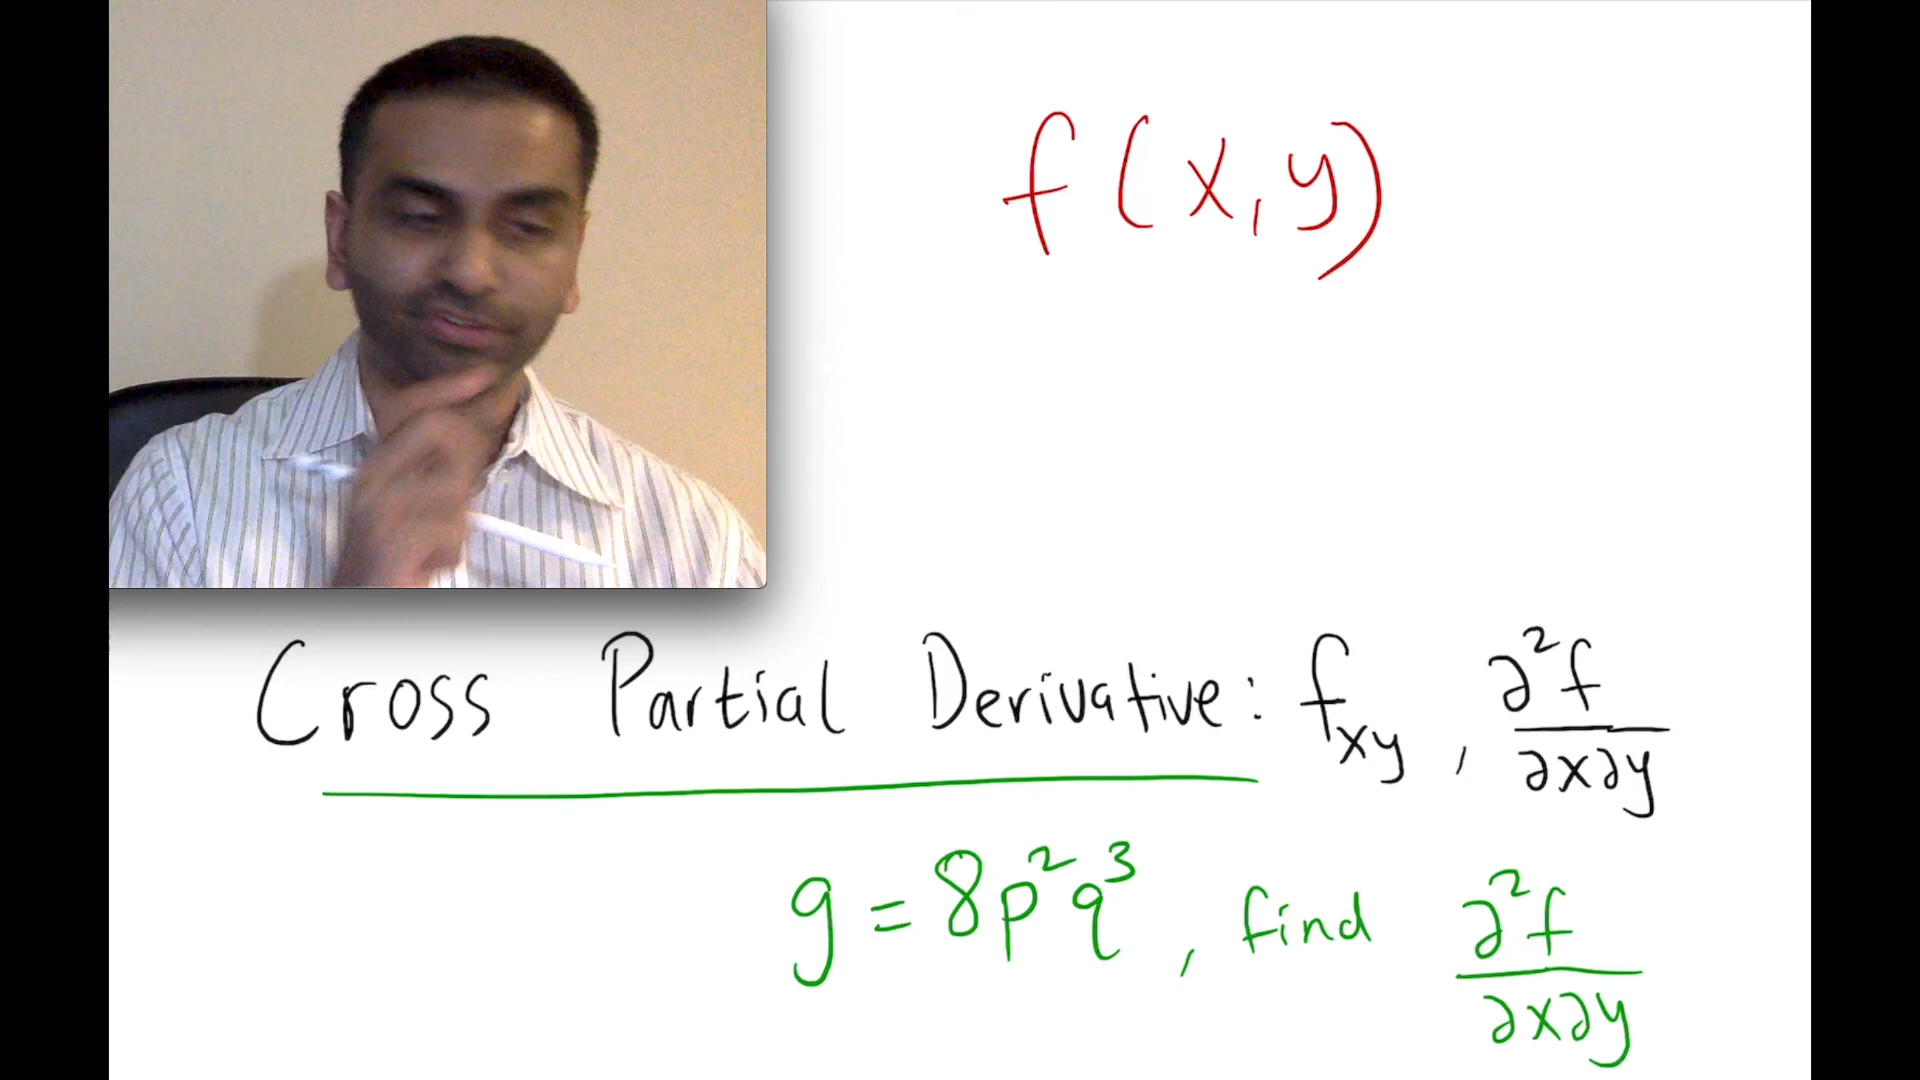 f(x,y)
Cross Partial Derivative: f_xy, ∂²f/∂x∂y
g = 8p²q³, find ∂²f/∂x∂y